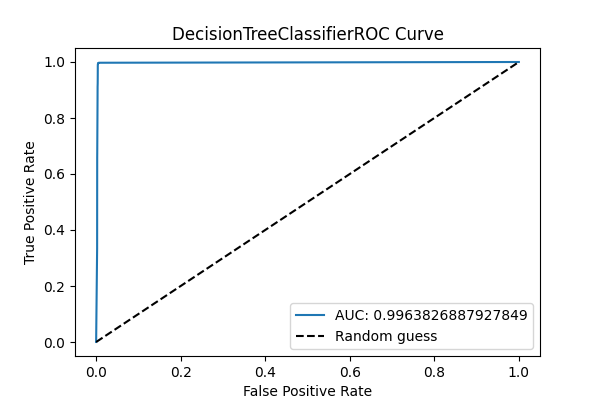 DecisionTreeClassifierROC Curve
1.0
0.8
0.6
0.4
0.2
0.0
True Positive Rate
AUC: 0.9963826887927849
Random guess
0.0 0.2 0.4 0.6 0.8 1.0
False Positive Rate